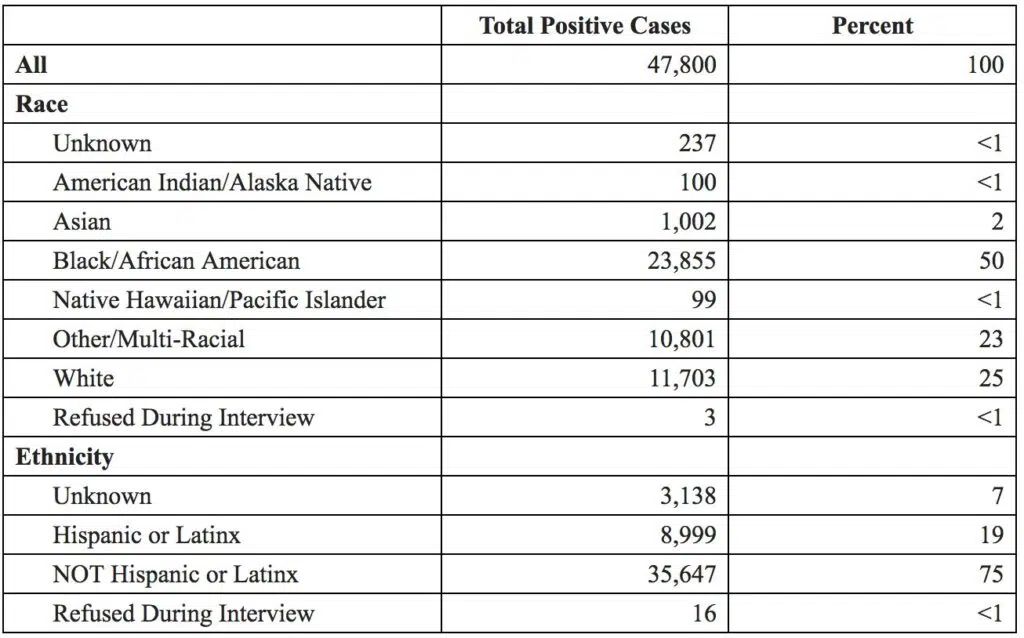 Total Positive Cases Percent
All 47,800 100
Race
Unknown 237 <1
American Indian/Alaska Native 100 <1
Asian 1,002 2
Black/African American 23,855 50
Native Hawaiian/Pacific Islander 99 <1
Other/Multi-Racial 10,801 23
White 11,703 25
Refused During Interview 3 <1
Ethnicity
Unknown 3,138 7
Hispanic or Latinx 8,999 19
NOT Hispanic or Latinx 35,647 75
Refused During Interview 16 <1